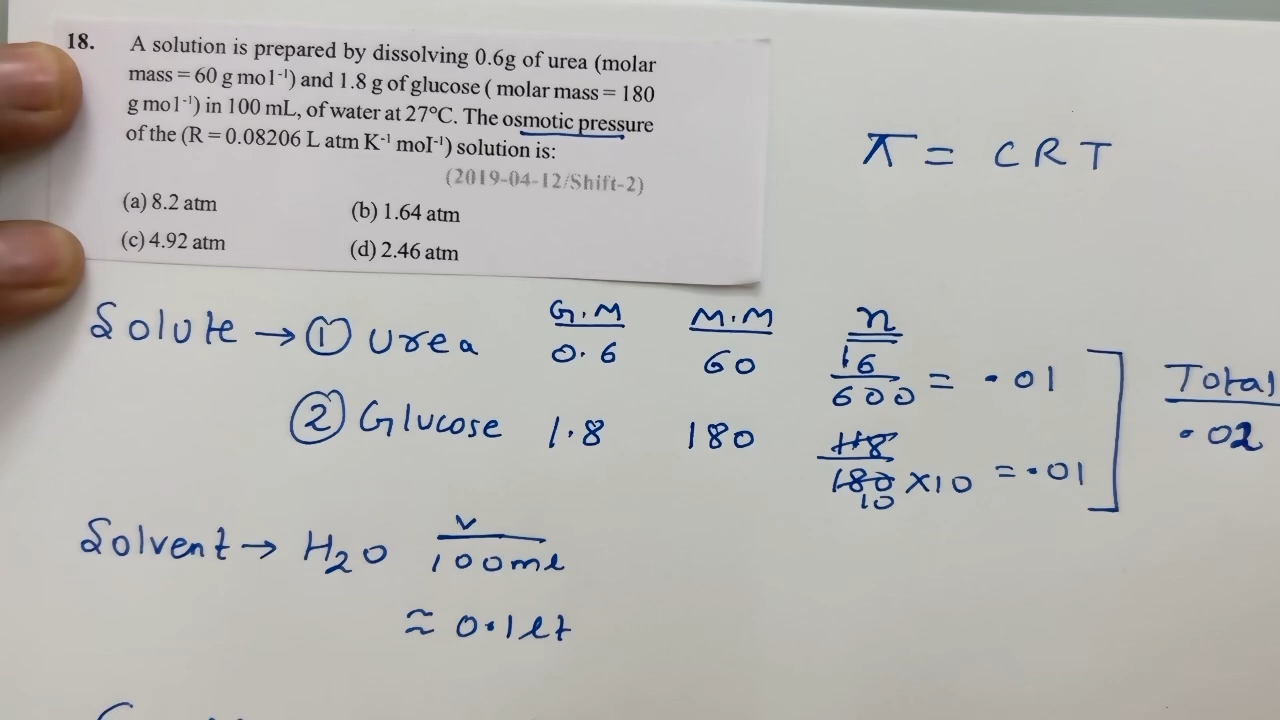 18. A solution is prepared by dissolving 0.6g of urea (molar
mass = 60 g mol⁻¹) and 1.8 g of glucose ( molar mass = 180
g mol⁻¹) in 100 mL, of water at 27°C. The osmotic pressure
of the (R = 0.08206 L atm K⁻¹ moI⁻¹) solution is:
(2019-04-12/Shift-2)
(a) 8.2 atm (b) 1.64 atm
(c) 4.92 atm (d) 2.46 atm
π = CRT
G.M M.M n
Solute → ① Urea 0.6 60 16/600 = .01
② Glucose 1.8 180 118/180 10 ×10 = .01
Total
.02
Solvent → H2O V
100ml
≈ 0.1 lt